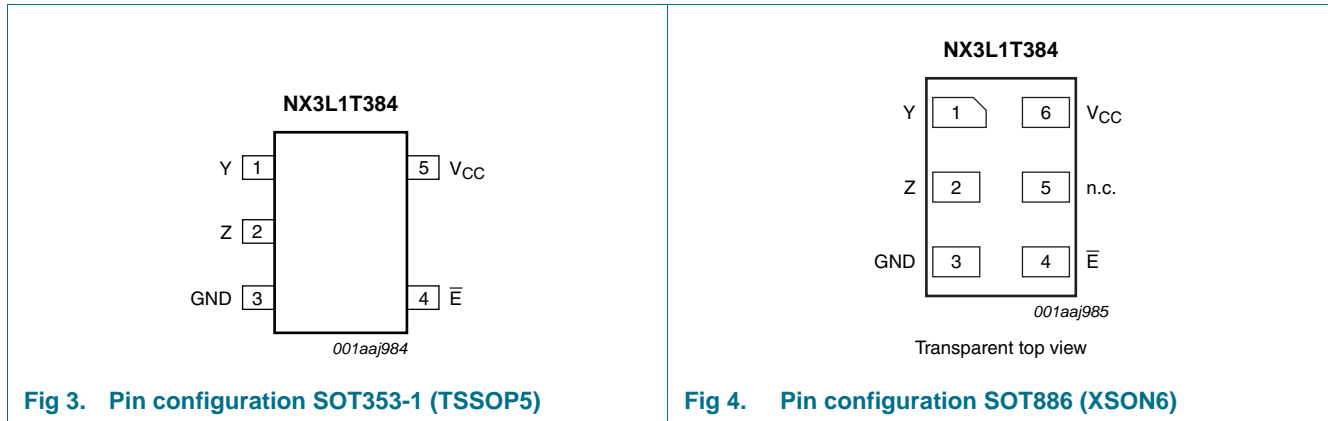 NX3L1T384
Y 1
5 VCC
Z 2
GND 3
4 E̅
001aaj984
Fig 3. Pin configuration SOT353-1 (TSSOP5)
NX3L1T384
Y 1
6 VCC
Z 2
5 n.c.
GND 3
4 E̅
001aaj985
Transparent top view
Fig 4. Pin configuration SOT886 (XSON6)